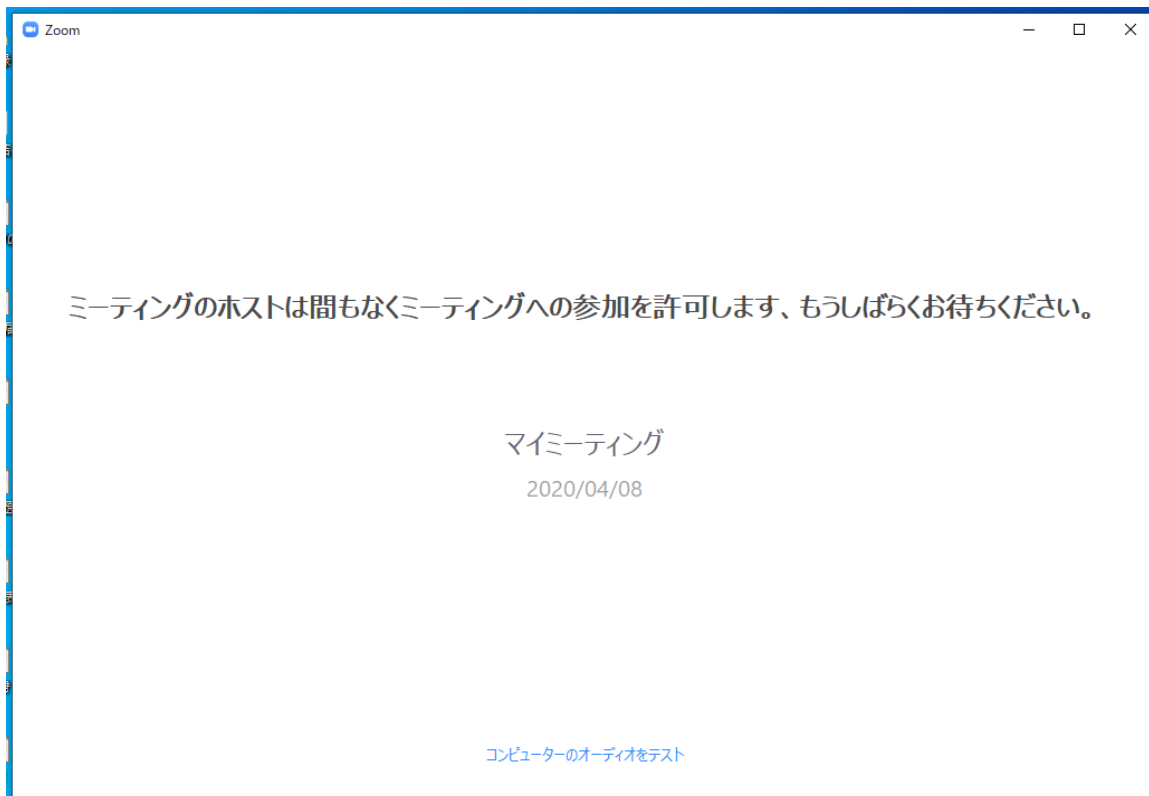 Zoom
ミーティングのホストは間もなくミーティングへの参加を許可します、もうしばらくお待ちください。
マイミーティング
2020/04/08
コンピューターのオーディオをテスト